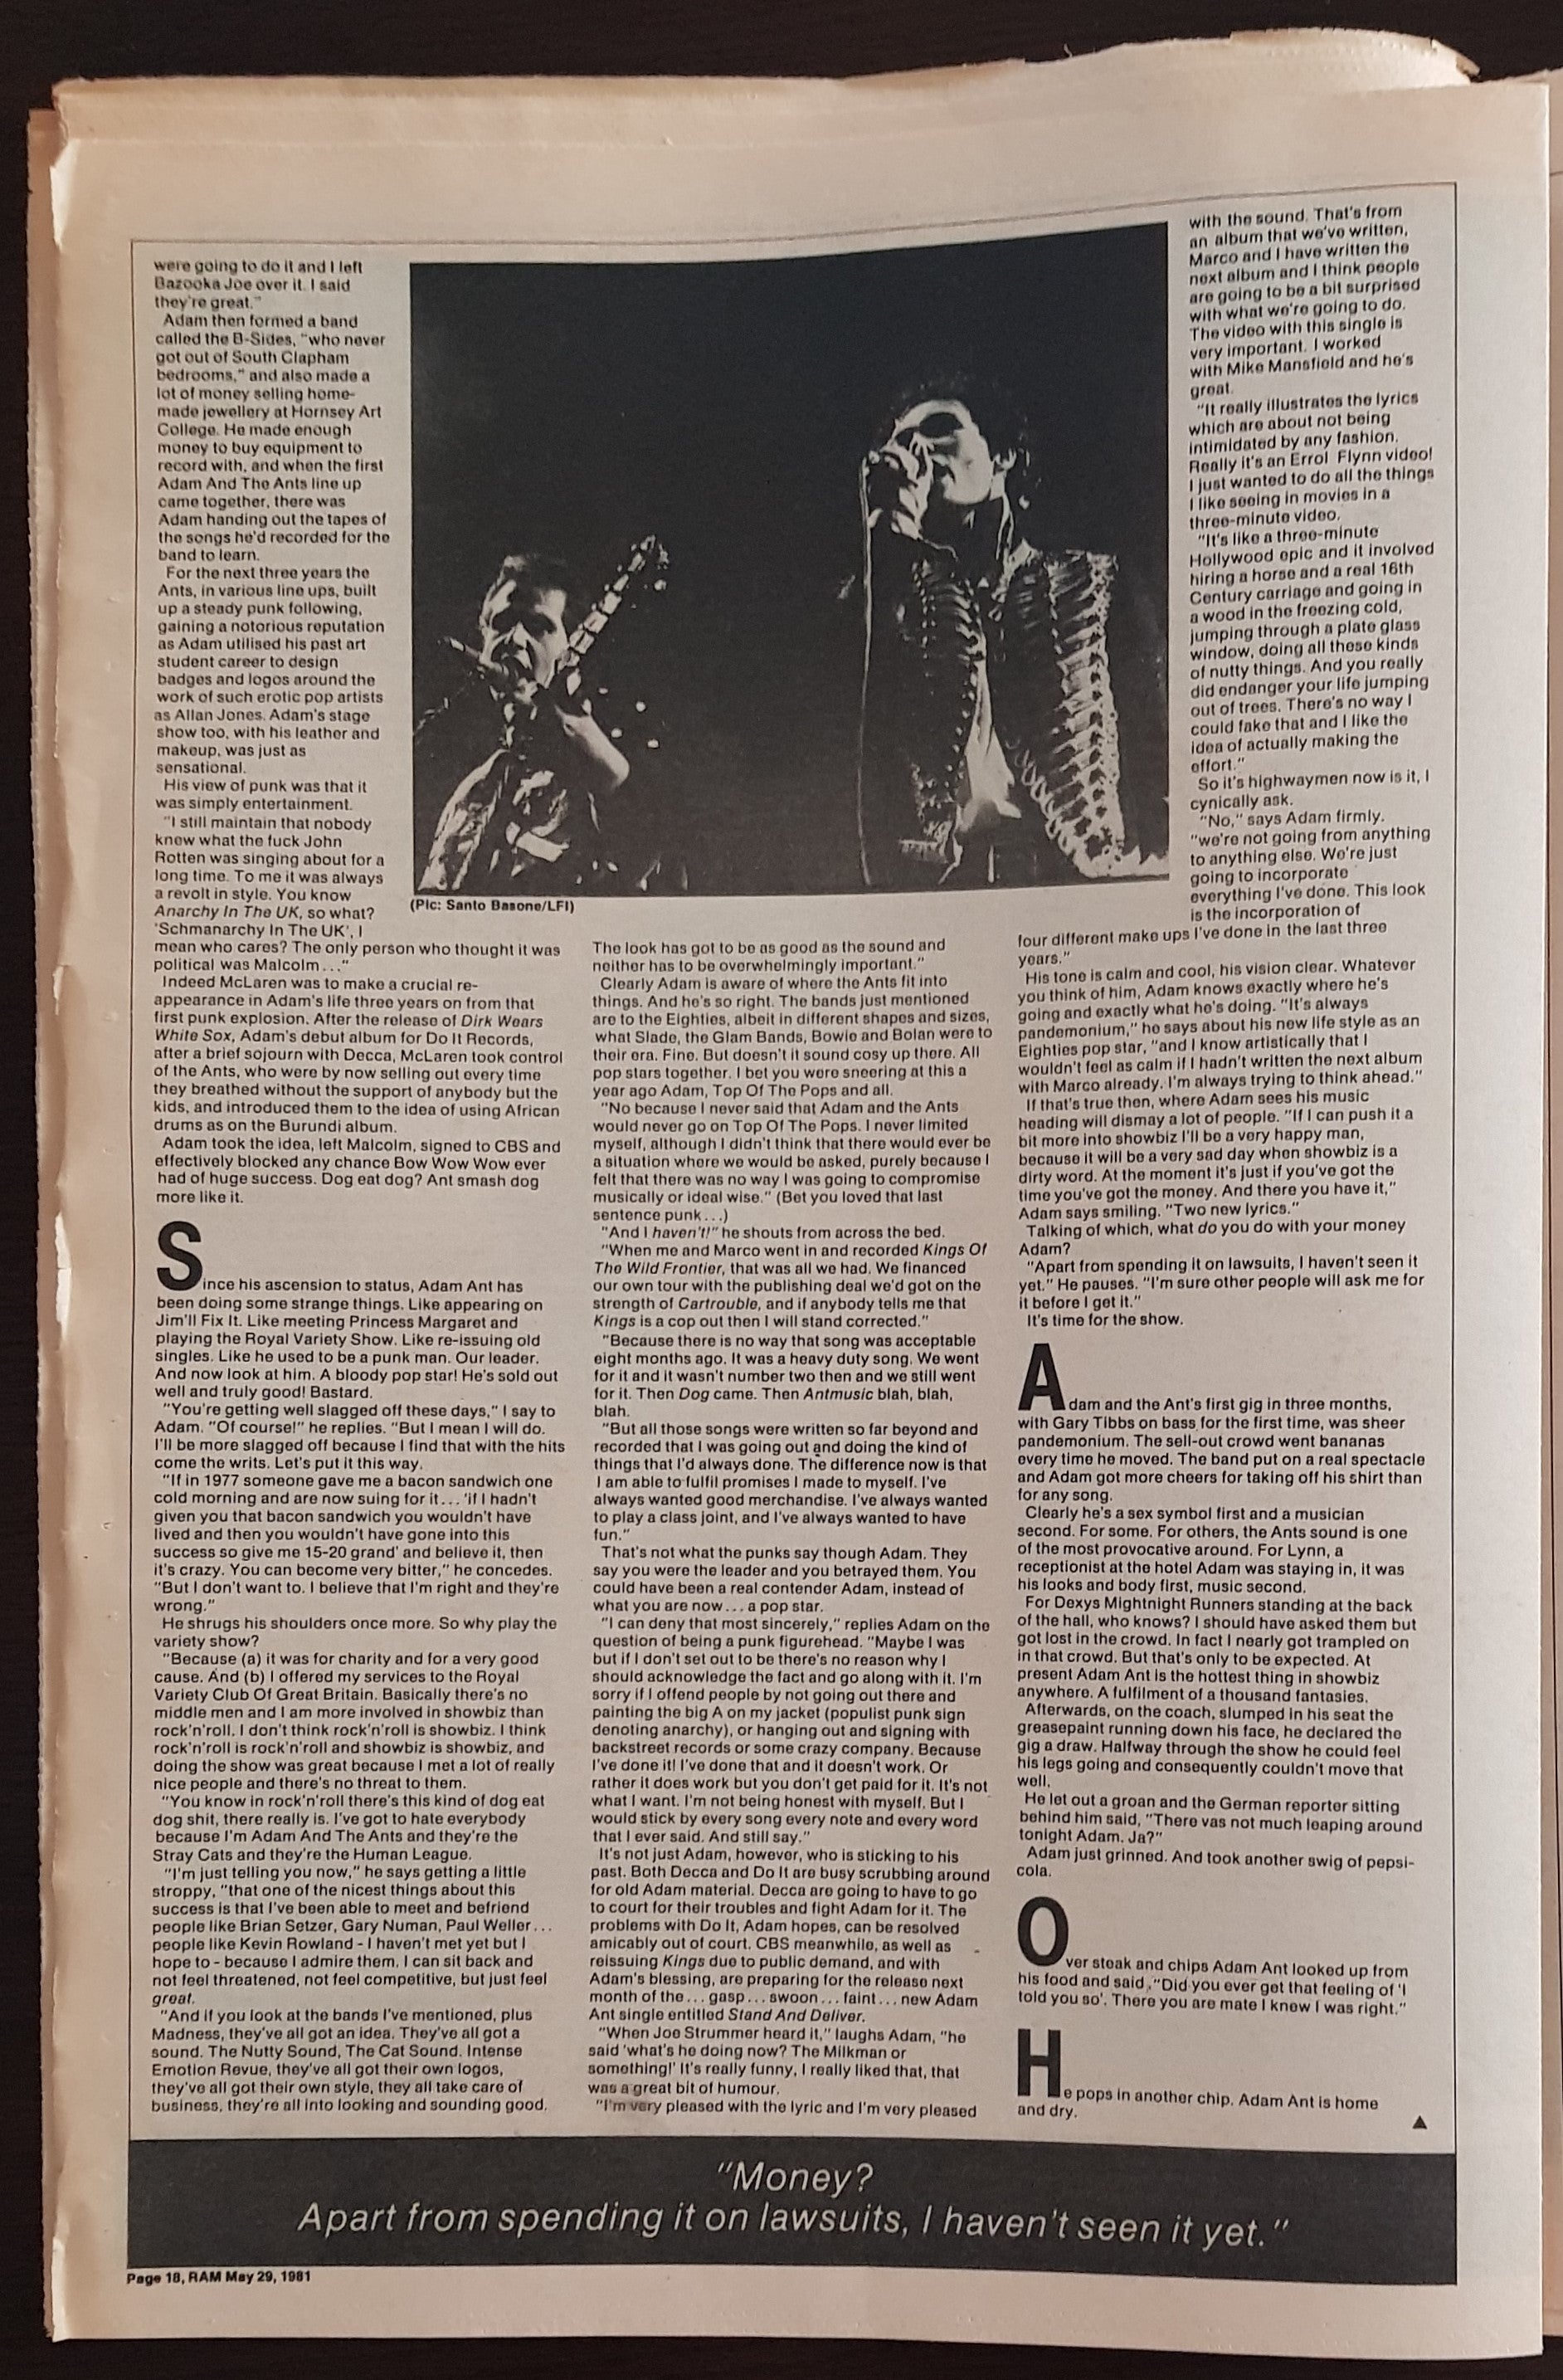 were going to do it and I left
Bazooka Joe over it. I said
they're great."
Adam then formed a band
called the B-Sides, "who never
got out of South Clapham
bedrooms," and also made a
lot of money selling home-
made jewellery at Hornsey Art
College. He made enough
money to buy equipment to
record with, and when the first
Adam And The Ants line up
came together, there was
Adam handing out the tapes of
the songs he'd recorded for the
band to learn.
For the next three years the
Ants, in various line ups, built
up a steady punk following,
gaining a notorious reputation
as Adam utilised his past art
student career to design
badges and logos around the
work of such erotic pop artists
as Allan Jones. Adam's stage
show too, with his leather and
makeup, was just as
sensational.
His view of punk was that it
was simply entertainment.
"I still maintain that nobody
knew what the fuck John
Rotten was singing about for a
long time. To me it was always
a revolt in style. You know
Anarchy In The UK, so what?
'Schmanarchy In The UK', I
mean who cares? The only person who thought it was
political was Malcolm..."
Indeed McLaren was to make a crucial re-
appearance in Adam's life three years on from that
first punk explosion. After the release of Dirk Wears
White Sox, Adam's debut album for Do It Records,
after a brief sojourn with Decca, McLaren took control
of the Ants, who were by now selling out every time
they breathed without the support of anybody but the
kids, and introduced them to the idea of using African
drums as on the Burundi album.
Adam took the idea, left Malcolm, signed to CBS and
effectively blocked any chance Bow Wow Wow ever
had of huge success. Dog eat dog? Ant smash dog
more like it.
Since his ascension to status, Adam Ant has
been doing some strange things. Like appearing on
Jim'll Fix It. Like meeting Princess Margaret and
playing the Royal Variety Show. Like re-issuing old
singles. Like he used to be a punk man. Our leader.
And now look at him. A bloody pop star! He's sold out
well and truly good! Bastard.
"You're getting well slagged off these days," I say to
Adam. "Of course!" he replies. "But I mean I will do.
I'll be more slagged off because I find that with the hits
come the writs. Let's put it this way.
"If in 1977 someone gave me a bacon sandwich one
cold morning and are now suing for it... 'if I hadn't
given you that bacon sandwich you wouldn't have
lived and then you wouldn't have gone into this
success so give me 15-20 grand' and believe it, then
it's crazy. You can become very bitter," he concedes.
"But I don't want to. I believe that I'm right and they're
wrong."
He shrugs his shoulders once more. So why play the
variety show?
"Because (a) it was for charity and for a very good
cause. And (b) I offered my services to the Royal
Variety Club Of Great Britain. Basically there's no
middle men and I am more involved in showbiz than
rock'n'roll. I don't think rock'n'roll is showbiz. I think
rock'n'roll is rock'n'roll and showbiz is showbiz, and
doing the show was great because I met a lot of really
nice people and there's no threat to them.
"You know in rock'n'roll there's this kind of dog eat
dog shit, there really is. I've got to hate everybody
because I'm Adam And The Ants and they're the
Stray Cats and they're the Human League.
"I'm just telling you now," he says getting a little
stroppy, "that one of the nicest things about this
success is that I've been able to meet and befriend
people like Brian Setzer, Gary Numan, Paul Weller...
people like Kevin Rowland - I haven't met yet but I
hope to - because I admire them. I can sit back and
not feel threatened, not feel competitive, but just feel
great.
"And if you look at the bands I've mentioned, plus
Madness, they've all got an idea. They've all got a
sound. The Nutty Sound, The Cat Sound. Intense
Emotion Revue, they've all got their own logos,
they've all got their own style, they all take care of
business, they're all into looking and sounding good.
(Pic: Santo Basone/LFI)
The look has got to be as good as the sound and
neither has to be overwhelmingly important."
Clearly Adam is aware of where the Ants fit into
things. And he's so right. The bands just mentioned
are to the Eighties, albeit in different shapes and sizes,
what Slade, the Glam Bands, Bowie and Bolan were to
their era. Fine. But doesn't it sound cosy up there. All
pop stars together. I bet you were sneering at this a
year ago Adam, Top Of The Pops and all.
"No because I never said that Adam and the Ants
would never go on Top Of The Pops. I never limited
myself, although I didn't think that there would ever be
a situation where we would be asked, purely because I
felt that there was no way I was going to compromise
musically or ideal wise." (Bet you loved that last
sentence punk...)
"And I haven't!" he shouts from across the bed.
"When me and Marco went in and recorded Kings Of
The Wild Frontier, that was all we had. We financed
our own tour with the publishing deal we'd got on the
strength of Cartrouble, and if anybody tells me that
Kings is a cop out then I will stand corrected."
"Because there is no way that song was acceptable
eight months ago. It was a heavy duty song. We went
for it and it wasn't number two then and we still went
for it. Then Dog came. Then Antmusic blah, blah,
blah.
"But all those songs were written so far beyond and
recorded that I was going out and doing the kind of
things that I'd always done. The difference now is that
I am able to fulfil promises I made to myself. I've
always wanted good merchandise. I've always wanted
to play a class joint, and I've always wanted to have
fun."
That's not what the punks say though Adam. They
say you were the leader and you betrayed them. You
could have been a real contender Adam, instead of
what you are now... a pop star.
"I can deny that most sincerely," replies Adam on the
question of being a punk figurehead. "Maybe I was
but if I don't set out to be there's no reason why I
should acknowledge the fact and go along with it. I'm
sorry if I offend people by not going out there and
painting the big A on my jacket (populist punk sign
denoting anarchy), or hanging out and signing with
backstreet records or some crazy company. Because
I've done it! I've done that and it doesn't work. Or
rather it does work but you don't get paid for it. It's not
what I want. I'm not being honest with myself. But I
would stick by every song every note and every word
that I ever said. And still say."
It's not just Adam, however, who is sticking to his
past. Both Decca and Do It are busy scrubbing around
for old Adam material. Decca are going to have to go
to court for their troubles and fight Adam for it. The
problems with Do It, Adam hopes, can be resolved
amicably out of court. CBS meanwhile, as well as
reissuing Kings due to public demand, and with
Adam's blessing, are preparing for the release next
month of the... gasp... swoon... faint... new Adam
Ant single entitled Stand And Deliver.
"When Joe Strummer heard it," laughs Adam, "he
said 'what's he doing now? The Milkman or
something!' It's really funny, I really liked that, that
was a great bit of humour.
"I'm very pleased with the lyric and I'm very pleased
with the sound. That's from
an album that we've written,
Marco and I have written the
next album and I think people
are going to be a bit surprised
with what we're going to do.
The video with this single is
very important. I worked
with Mike Mansfield and he's
great.
"It really illustrates the lyrics
which are about not being
intimidated by any fashion.
Really it's an Errol Flynn video!
I just wanted to do all the things
I like seeing in movies in a
three-minute video.
"It's like a three-minute
Hollywood epic and it involved
hiring a horse and a real 16th
Century carriage and going in
a wood in the freezing cold,
jumping through a plate glass
window, doing all these kinds
of nutty things. And you really
did endanger your life jumping
out of trees. There's no way I
could fake that and I like the
idea of actually making the
effort."
So it's highwaymen now is it, I
cynically ask.
"No," says Adam firmly.
"we're not going from anything
to anything else. We're just
going to incorporate
everything I've done. This look
is the incorporation of
four different make ups I've done in the last three
years."
His tone is calm and cool, his vision clear. Whatever
you think of him, Adam knows exactly where he's
going and exactly what he's doing. "It's always
pandemonium," he says about his new life style as an
Eighties pop star, "and I know artistically that I
wouldn't feel as calm if I hadn't written the next album
with Marco already. I'm always trying to think ahead."
If that's true then, where Adam sees his music
heading will dismay a lot of people. "If I can push it a
bit more into showbiz I'll be a very happy man,
because it will be a very sad day when showbiz is a
dirty word. At the moment it's just if you've got the
time you've got the money. And there you have it,"
Adam says smiling. "Two new lyrics."
Talking of which, what do you do with your money
Adam?
"Apart from spending it on lawsuits, I haven't seen it
yet." He pauses. "I'm sure other people will ask me for
it before I get it."
It's time for the show.
Adam and the Ant's first gig in three months,
with Gary Tibbs on bass for the first time, was sheer
pandemonium. The sell-out crowd went bananas
every time he moved. The band put on a real spectacle
and Adam got more cheers for taking off his shirt than
for any song.
Clearly he's a sex symbol first and a musician
second. For some. For others, the Ants sound is one
of the most provocative around. For Lynn, a
receptionist at the hotel Adam was staying in, it was
his looks and body first, music second.
For Dexys Mightnight Runners standing at the back
of the hall, who knows? I should have asked them but
got lost in the crowd. In fact I nearly got trampled on
in that crowd. But that's only to be expected. At
present Adam Ant is the hottest thing in showbiz
anywhere. A fulfilment of a thousand fantasies.
Afterwards, on the coach, slumped in his seat the
greasepaint running down his face, he declared the
gig a draw. Halfway through the show he could feel
his legs going and consequently couldn't move that
well.
He let out a groan and the German reporter sitting
behind him said, "There vas not much leaping around
tonight Adam. Ja?"
Adam just grinned. And took another swig of pepsi-
cola.
Over steak and chips Adam Ant looked up from
his food and said, "Did you ever get that feeling of 'I
told you so'. There you are mate I knew I was right."
He pops in another chip. Adam Ant is home
and dry.
"Money?
Apart from spending it on lawsuits, I haven't seen it yet."
Page 18, RAM May 29, 1981